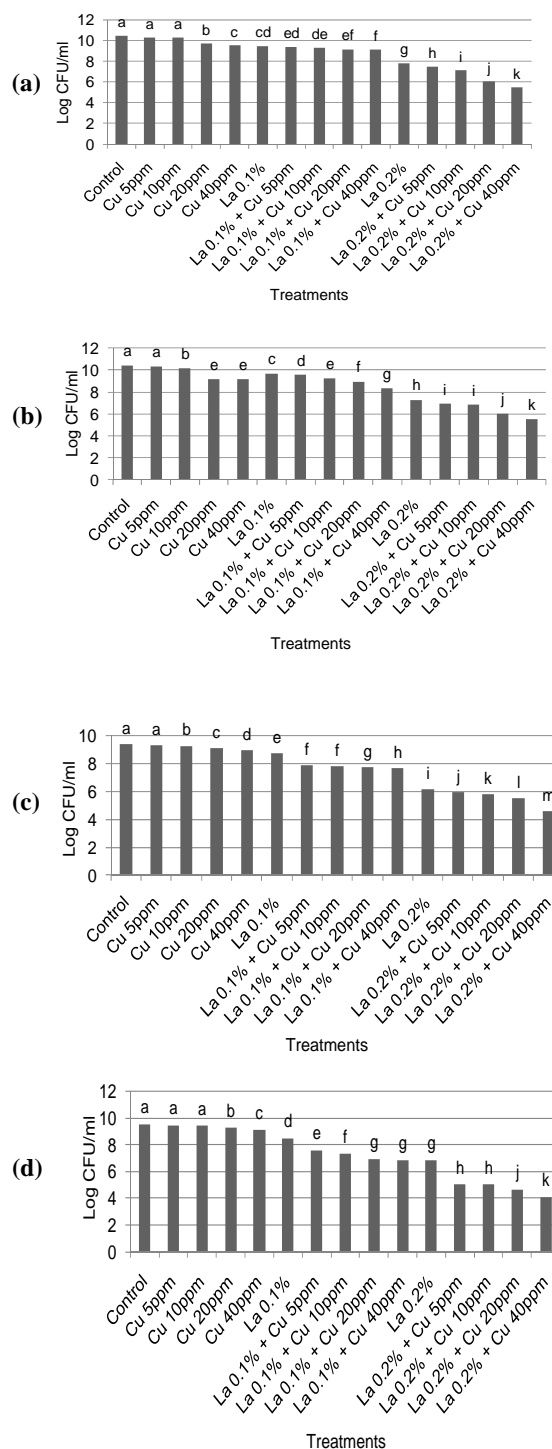 (a)
Log CFU/ml
12
10
8
6
4
2
0
a a a b c cd ed de ef f g h i j k
Control
Cu 5ppm
Cu 10ppm
Cu 20ppm
Cu 40ppm
La 0.1%
La 0.1% + Cu 5ppm
La 0.1% + Cu 10ppm
La 0.1% + Cu 20ppm
La 0.1% + Cu 40ppm
La 0.2%
La 0.2% + Cu 5ppm
La 0.2% + Cu 10ppm
La 0.2% + Cu 20ppm
La 0.2% + Cu 40ppm
Treatments
(b)
Log CFU/ml
12
10
8
6
4
2
0
a a b e e c d e f g h i i j k
Control
Cu 5ppm
Cu 10ppm
Cu 20ppm
Cu 40ppm
La 0.1%
La 0.1% + Cu 5ppm
La 0.1% + Cu 10ppm
La 0.1% + Cu 20ppm
La 0.1% + Cu 40ppm
La 0.2%
La 0.2% + Cu 5ppm
La 0.2% + Cu 10ppm
La 0.2% + Cu 20ppm
La 0.2% + Cu 40ppm
Treatments
(c)
Log CFU/ml
10
8
6
4
2
0
a a b c d e f f g h i j k l m
Control
Cu 5ppm
Cu 10ppm
Cu 20ppm
Cu 40ppm
La 0.1%
La 0.1% + Cu 5ppm
La 0.1% + Cu 10ppm
La 0.1% + Cu 20ppm
La 0.1% + Cu 40ppm
La 0.2%
La 0.2% + Cu 5ppm
La 0.2% + Cu 10ppm
La 0.2% + Cu 20ppm
La 0.2% + Cu 40ppm
Treatments
(d)
Log CFU/ml
12
10
8
6
4
2
0
a a a b c d e f g g g h h j k
Control
Cu 5ppm
Cu 10ppm
Cu 20ppm
Cu 40ppm
La 0.1%
La 0.1% + Cu 5ppm
La 0.1% + Cu 10ppm
La 0.1% + Cu 20ppm
La 0.1% + Cu 40ppm
La 0.2%
La 0.2% + Cu 5ppm
La 0.2% + Cu 10ppm
La 0.2% + Cu 20ppm
La 0.2% + Cu 40ppm
Treatments